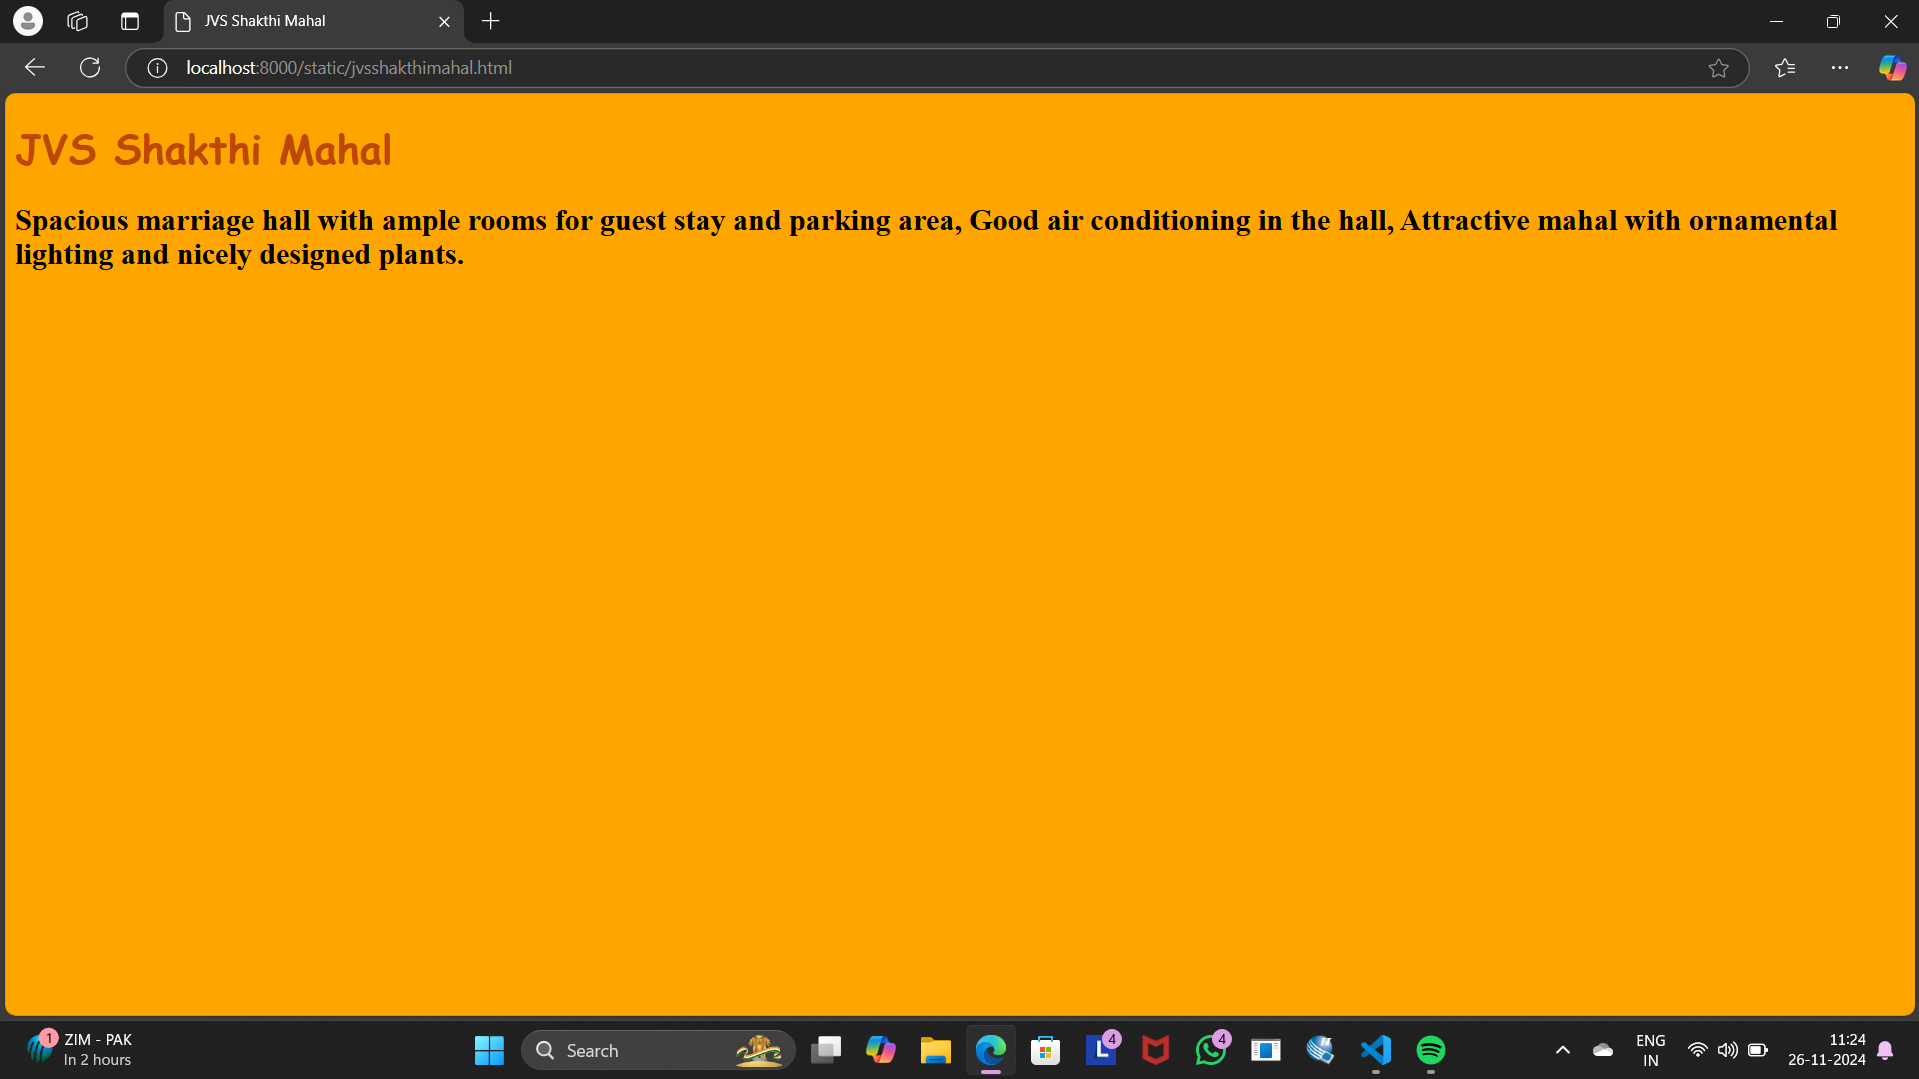 JVS Shakthi Mahal
localhost:8000/static/jvsshakthimahal.html
JVS Shakthi Mahal
Spacious marriage hall with ample rooms for guest stay and parking area, Good air conditioning in the hall, Attractive mahal with ornamental
lighting and nicely designed plants.
1
ZIM - PAK
In 2 hours
Search
L
4
4
ENG
IN
11:24
26-11-2024